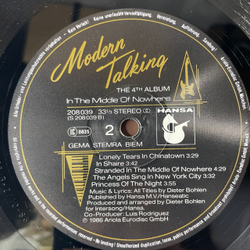 Modern
Talking
THE 4TH ALBUM
In The Middle Of Nowhere
208 039 33⅓ STEREO
(S 208 039 B)
2
HANSA
GEMA STEMRA BIEM
Lonely Tears In Chinatown 3:29
In Shaire 3:42
Stranded In The Middle Of Nowhere 4:29
The Angels Sing In New York City 3:30
Princess Of The Night 3:55
Music & Lyrics: All Titles by Dieter Bohlen
Published by Hansa M.V./Hanseatic
Produced and arranged by Dieter Bohlen
for Intersong/Hansa.
Co-Producer: Luis Rodriguez
℗ 1986 Ariola Eurodisc GmbH